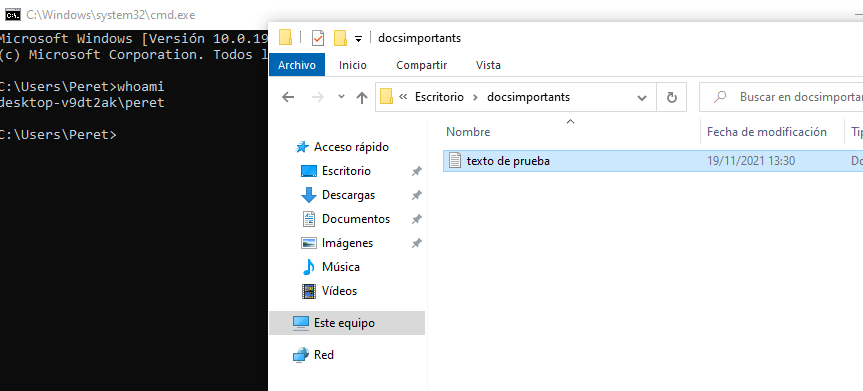 C:\Windows\system32\cmd.exe
Microsoft Windows [Versión 10.0.19
(c) Microsoft Corporation. Todos l
C:\Users\Peret>whoami
desktop-v9dt2ak\peret
C:\Users\Peret>
docsimportants
Archivo Inicio Compartir Vista
« Escritorio > docsimportants
Buscar en docsimportan
Nombre Fecha de modificación Ti
texto de prueba 19/11/2021 13:30 Do
Acceso rápido
Escritorio
Descargas
Documentos
Imágenes
Música
Vídeos
Este equipo
Red